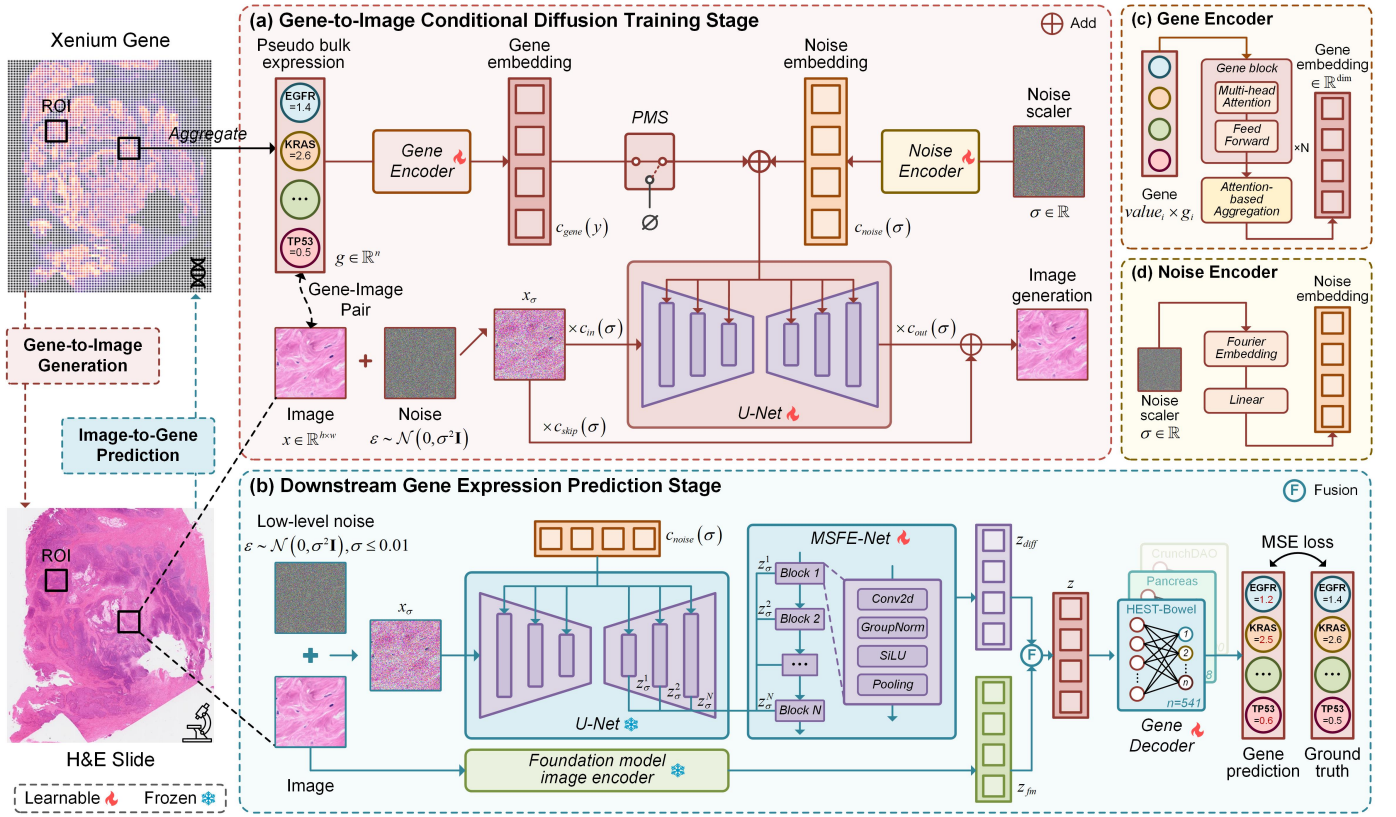 Xenium Gene
ROI
Aggregate
Gene-to-Image
Generation
Image-to-Gene
Prediction
ROI
H&E Slide
Learnable
Frozen
(a) Gene-to-Image Conditional Diffusion Training Stage
Add
Pseudo bulk
expression
EGFR
=1.4
KRAS
=2.6
...
TP53
=0.5
g ∈ ℝⁿ
Gene
Encoder
Gene
embedding
c_gene(y)
PMS
∅
Noise
embedding
c_noise(σ)
Noise
Encoder
Noise
scaler
σ ∈ ℝ
Gene-Image
Pair
Image
x ∈ ℝ^{h×w}
Noise
ε ~ 𝒩(0, σ²I)
x_σ
× c_in(σ)
× c_skip(σ)
U-Net
× c_out(σ)
Image
generation
(c) Gene Encoder
Gene
value_i × g_i
Gene block
Multi-head
Attention
Feed
Forward
×N
Attention-
based
Aggregation
Gene
embedding
∈ ℝ^{dim}
(d) Noise Encoder
Noise
scaler
σ ∈ ℝ
Fourier
Embedding
Linear
Noise
embedding
(b) Downstream Gene Expression Prediction Stage
F Fusion
Low-level noise
ε ~ 𝒩(0, σ²I), σ ≤ 0.01
x_σ
Image
c_noise(σ)
U-Net
z_σ^1
z_σ^2
z_σ^N
Foundation model
image encoder
MSFE-Net
z_σ^1
Block 1
z_σ^2
Block 2
...
z_σ^N
Block N
Conv2d
GroupNorm
SiLU
Pooling
z_diff
z_fm
F
z
CrunchDAO
Pancreas
HEST-Bowel
1
2
n
n=541
8
0
Gene
Decoder
MSE loss
EGFR
=1.2
KRAS
=2.5
...
TP53
=0.6
Gene
prediction
EGFR
=1.4
KRAS
=2.6
...
TP53
=0.5
Ground
truth